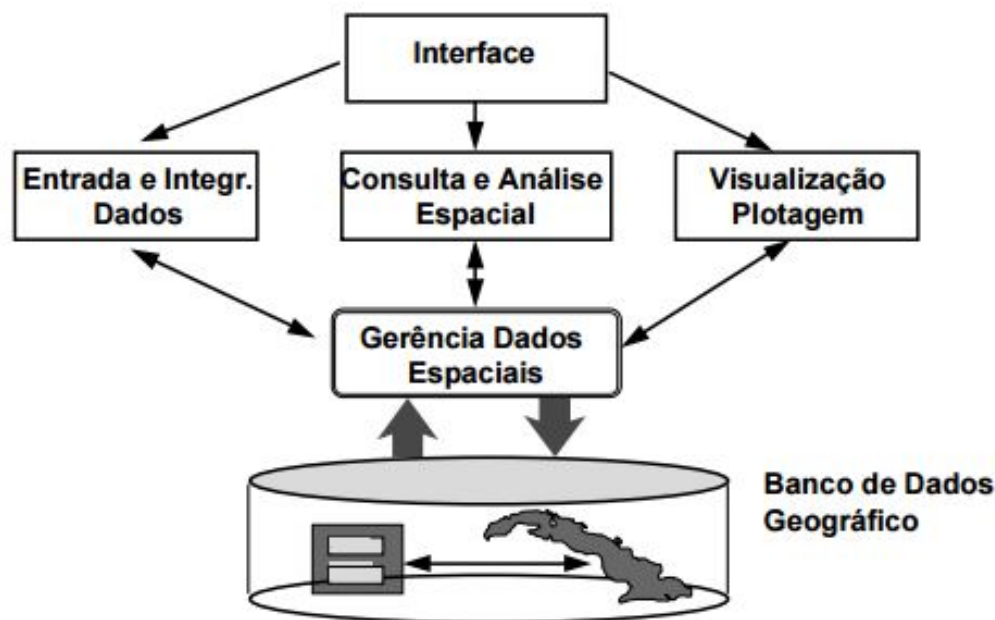 Interface
Entrada e Integr.
Dados
Consulta e Análise
Espacial
Visualização
Plotagem
Gerência Dados
Espaciais
Banco de Dados
Geográfico